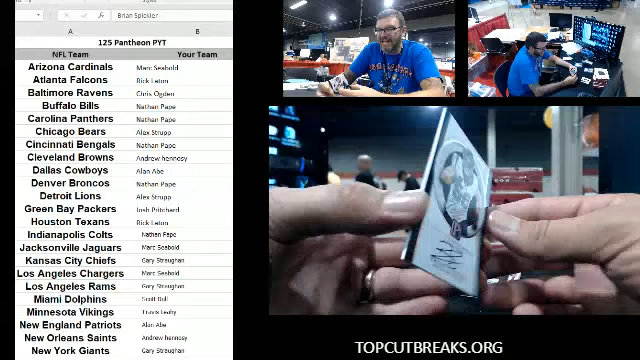 Brian Spickler
A B
125 Pantheon PYT
NFL Team Your Team
Arizona Cardinals Marc Seabold
Atlanta Falcons Rick Leton
Baltimore Ravens Chris Ogden
Buffalo Bills Nathan Pape
Carolina Panthers Nathan Pape
Chicago Bears Alex Strupp
Cincinnati Bengals Nathan Pape
Cleveland Browns Andrew hennosy
Dallas Cowboys Alan Abe
Denver Broncos Nathan Pape
Detroit Lions Alex Strupp
Green Bay Packers Josh Pritchard
Houston Texans Rick Leton
Indianapolis Colts Nathan Pape
Jacksonville Jaguars Marc Seabold
Kansas City Chiefs Gary Straughan
Los Angeles Chargers Marc Seabold
Los Angeles Rams Gary Straughan
Miami Dolphins Scott Dull
Minnesota Vikings Travis Leahy
New England Patriots Alan Abe
New Orleans Saints Andrew hennosy
New York Giants Gary Straughan
TOPCUTBREAKS.ORG